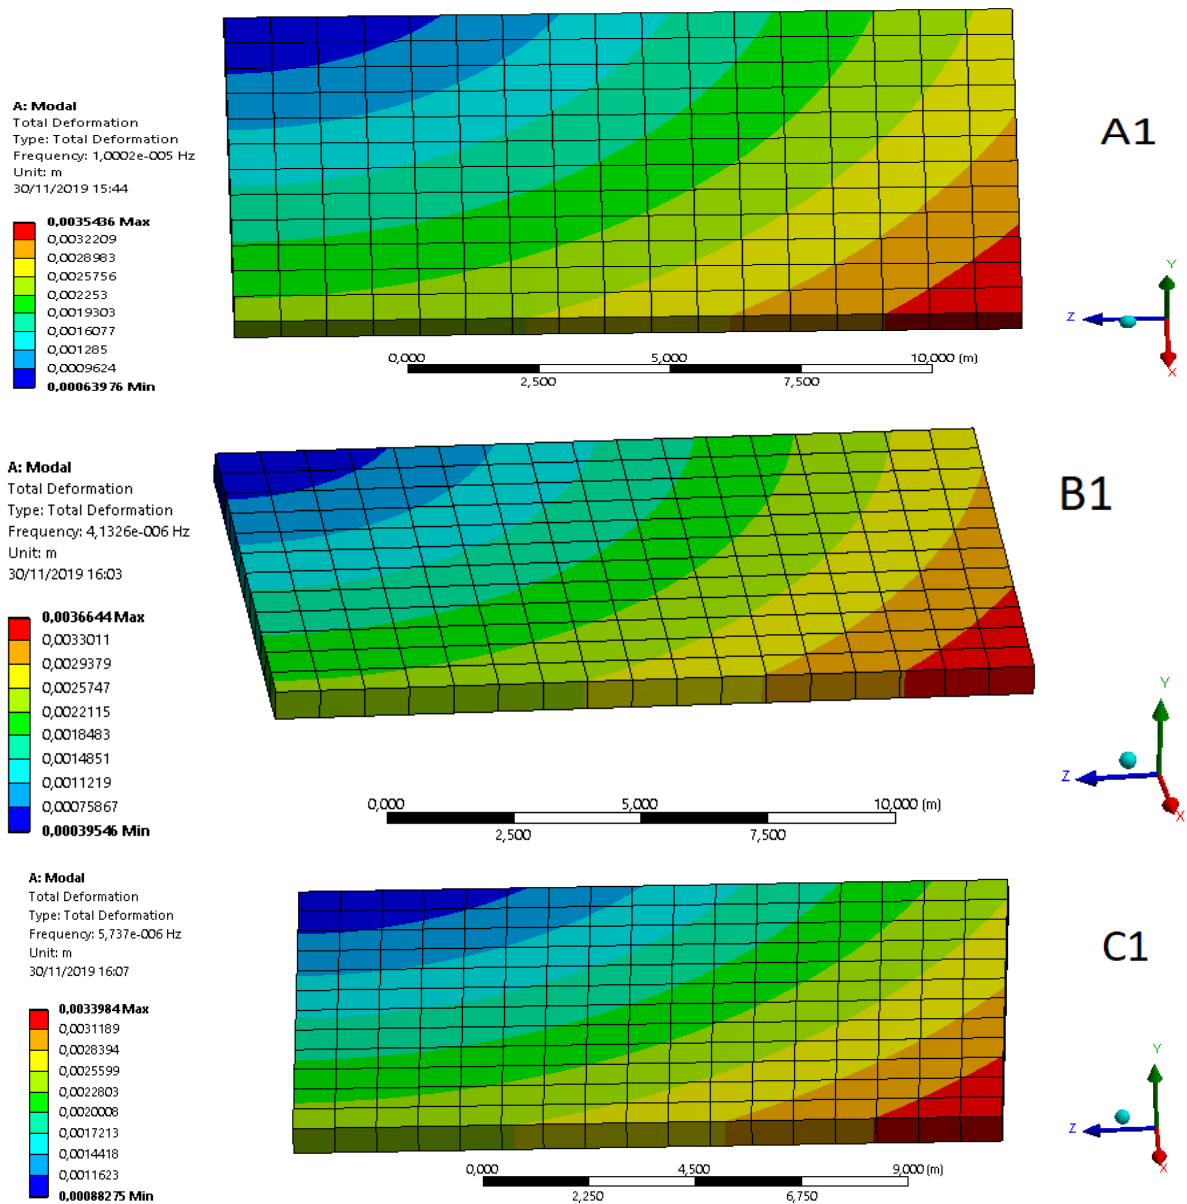 A: Modal
Total Deformation
Type: Total Deformation
Frequency: 1,0002e-005 Hz
Unit: m
30/11/2019 15:44
0,0035436 Max
0,0032209
0,0028983
0,0025756
0,002253
0,0019303
0,0016077
0,001285
0,0009624
0,00063976 Min
A1
Y
Z
X
0,000 5,000 10,000 (m)
2,500 7,500
A: Modal
Total Deformation
Type: Total Deformation
Frequency: 4,1326e-006 Hz
Unit: m
30/11/2019 16:03
0,0036644 Max
0,0033011
0,0029379
0,0025747
0,0022115
0,0018483
0,0014851
0,0011219
0,00075867
0,00039546 Min
B1
Y
Z
X
0,000 5,000 10,000 (m)
2,500 7,500
A: Modal
Total Deformation
Type: Total Deformation
Frequency: 5,737e-006 Hz
Unit: m
30/11/2019 16:07
0,0033984 Max
0,0031189
0,0028394
0,0025599
0,0022803
0,0020008
0,0017213
0,0014418
0,0011623
0,00088275 Min
C1
Y
Z
X
0,000 4,500 9,000 (m)
2,250 6,750